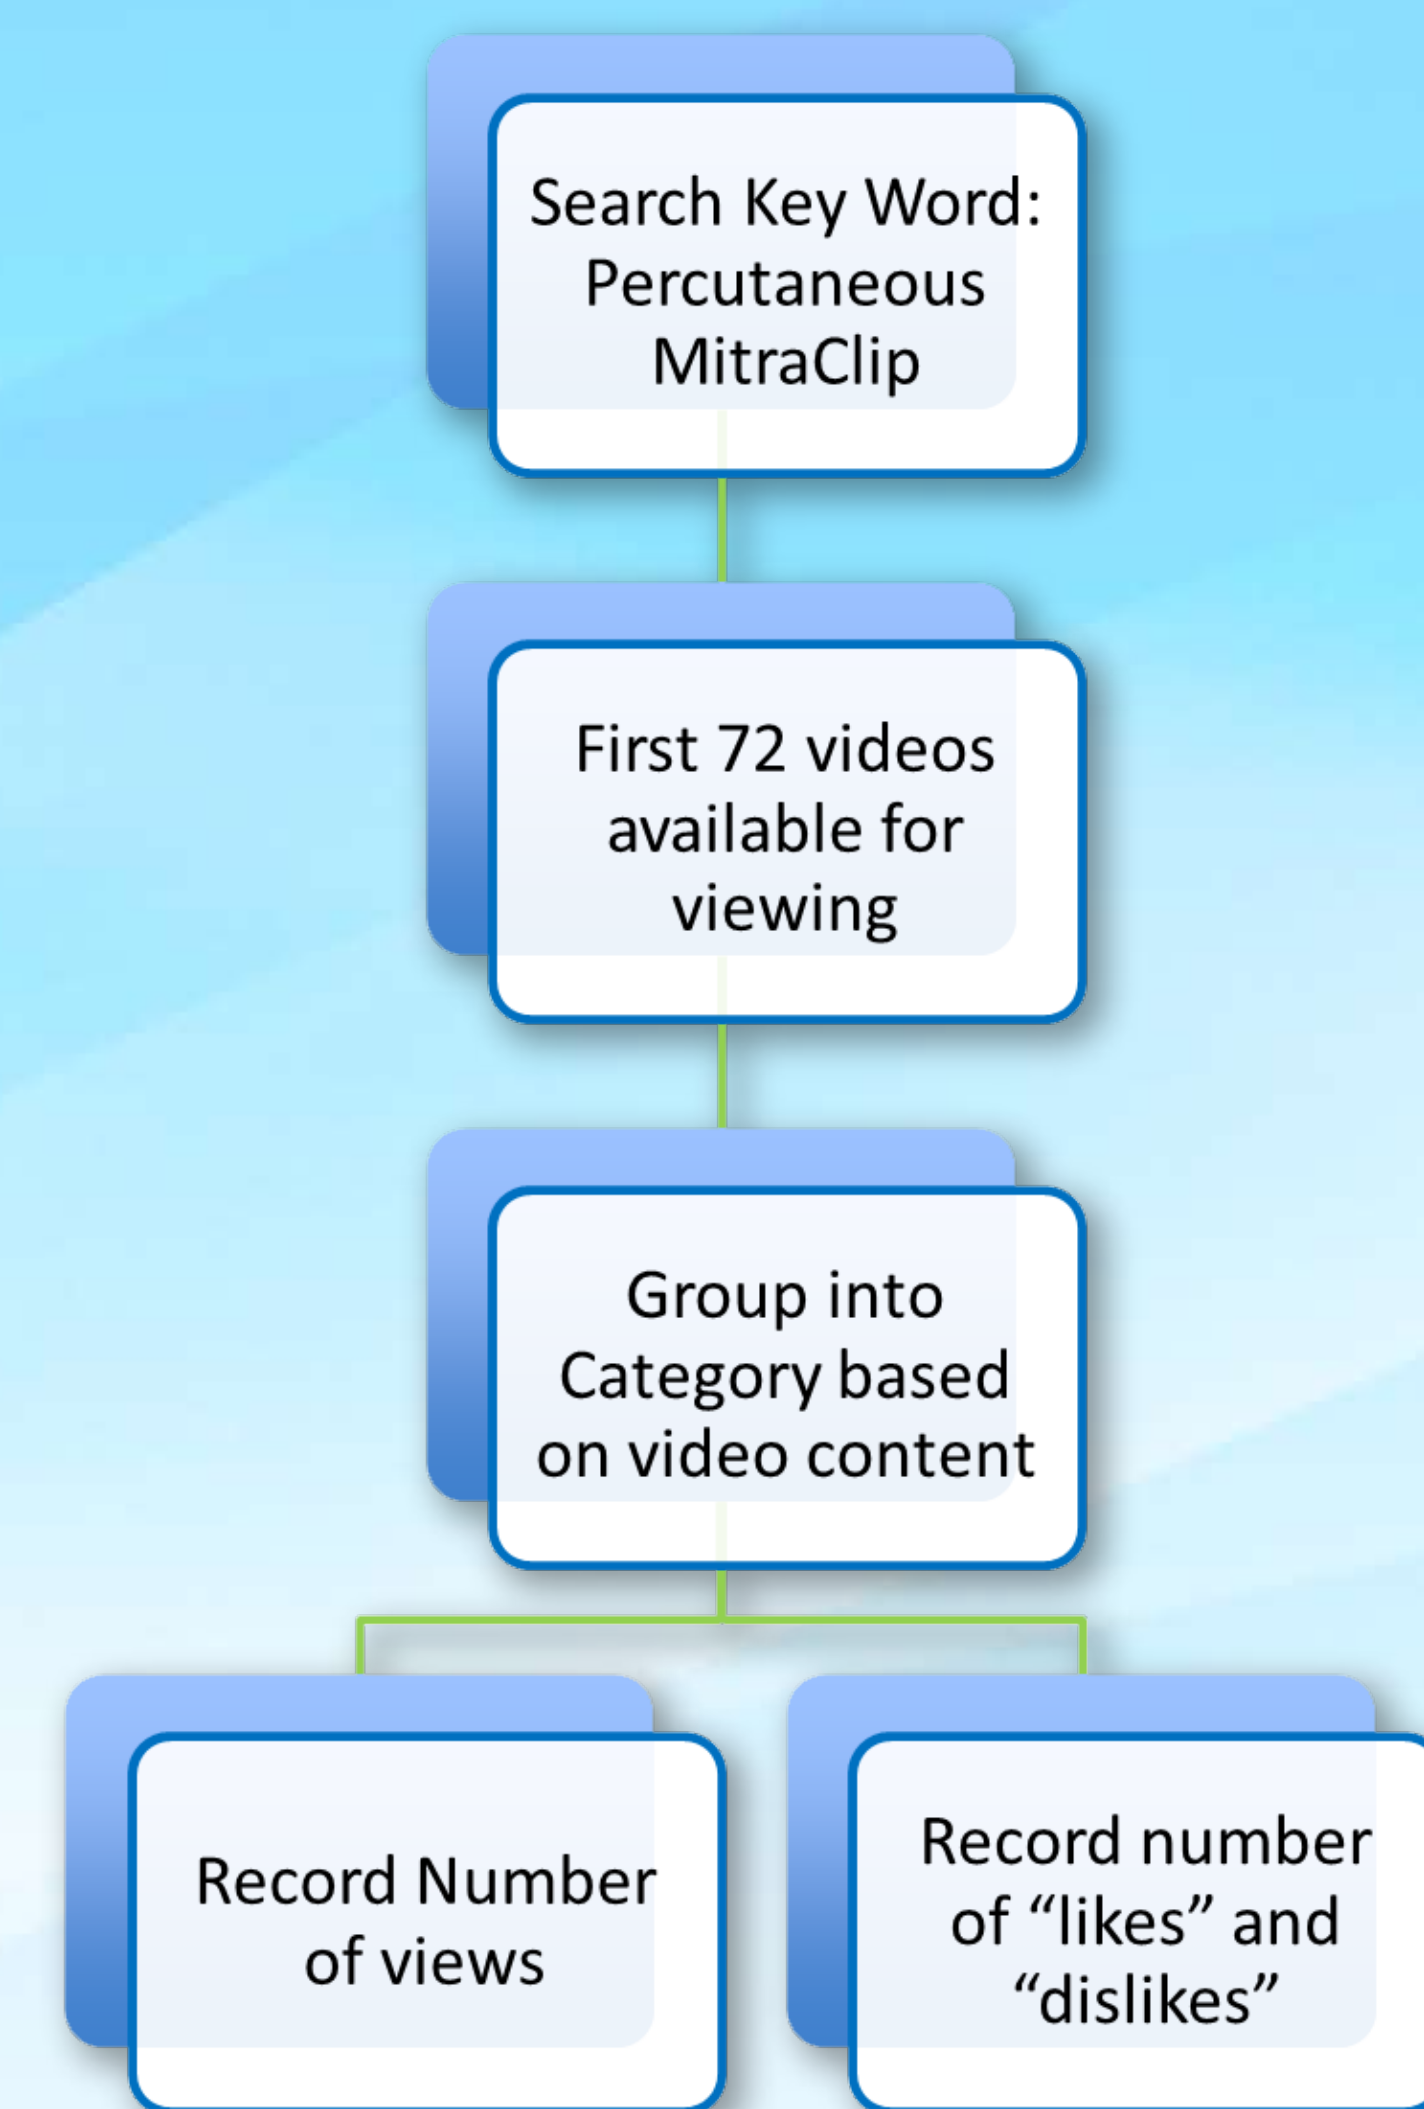 Search Key Word:
Percutaneous
MitraClip
First 72 videos
available for
viewing
Group into
Category based
on video content
Record Number
of views
Record number
of “likes” and
“dislikes”